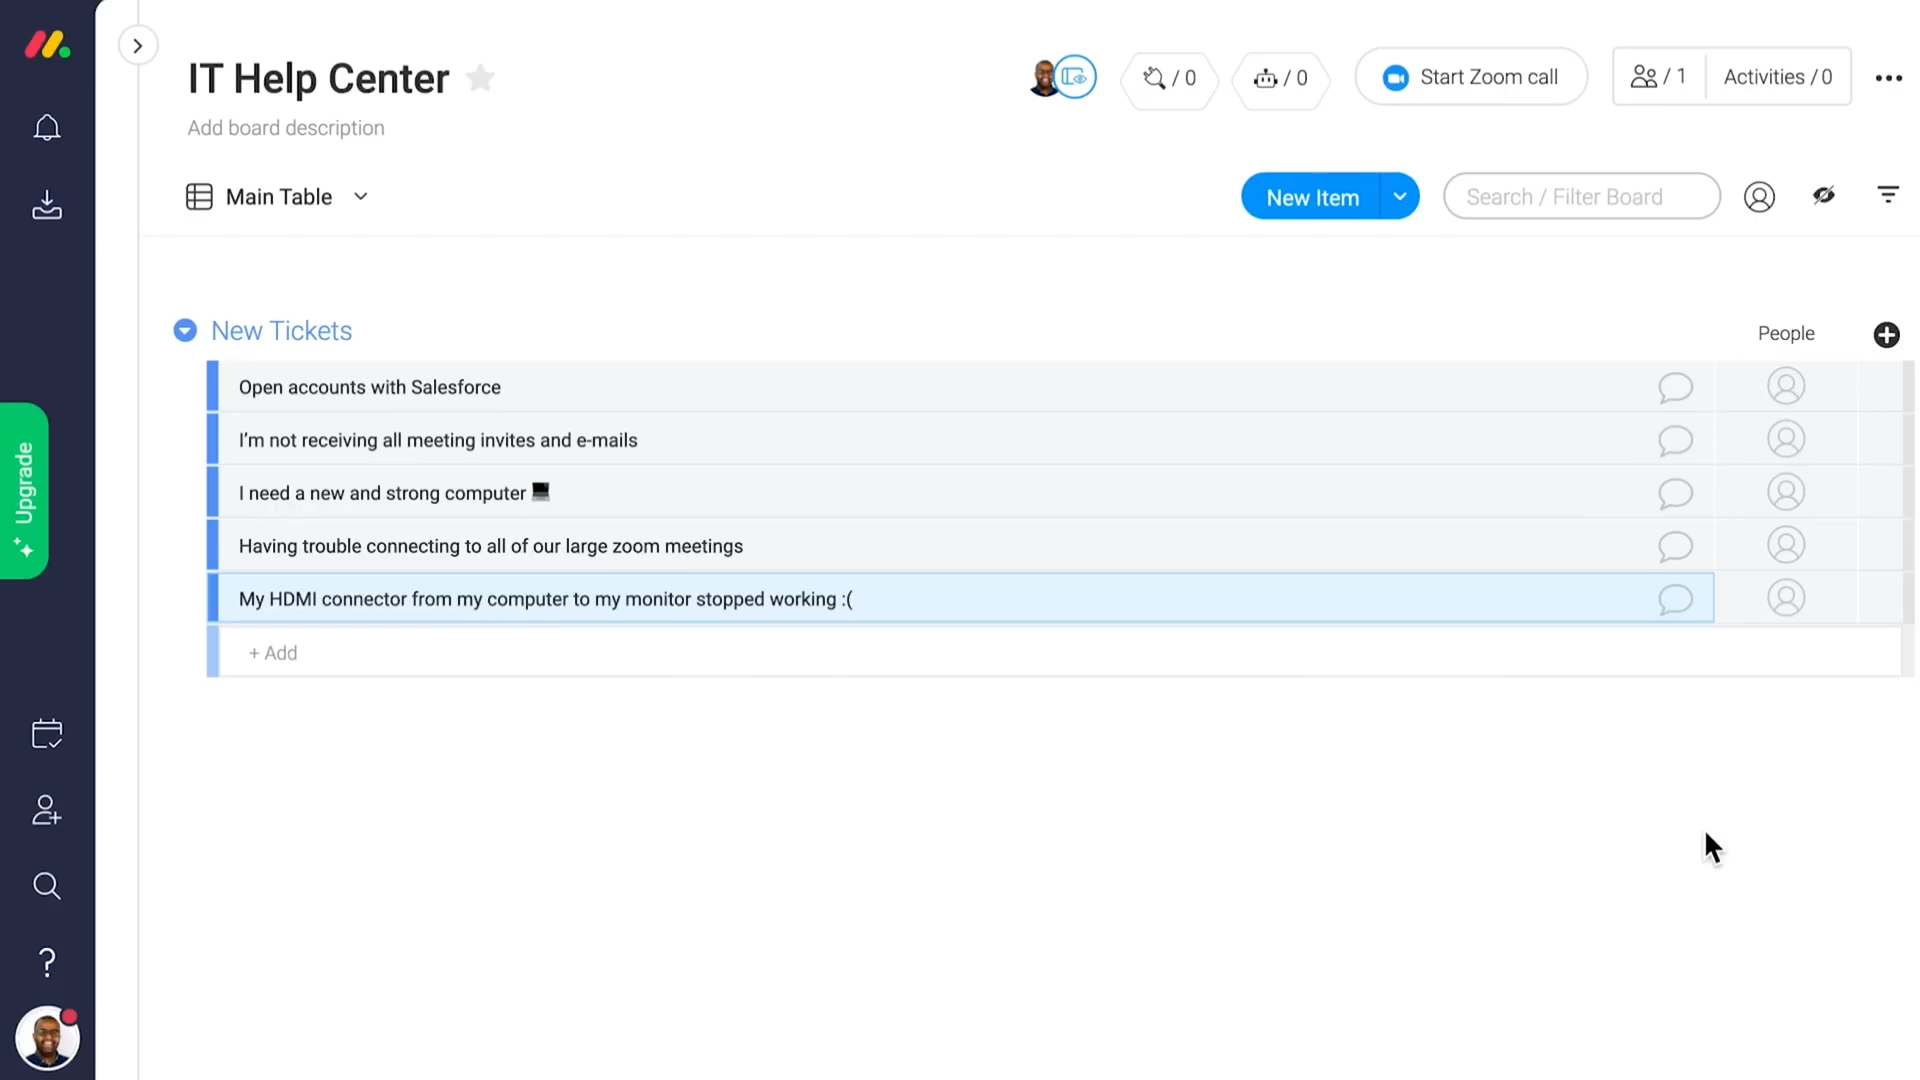 IT Help Center
/ 0
/ 0
Start Zoom call
/ 1
Activities / 0
Add board description
Main Table
New Item
Search / Filter Board
New Tickets
People
Open accounts with Salesforce
I'm not receiving all meeting invites and e-mails
I need a new and strong computer 💻
Having trouble connecting to all of our large zoom meetings
My HDMI connector from my computer to my monitor stopped working :(
+ Add
Upgrade